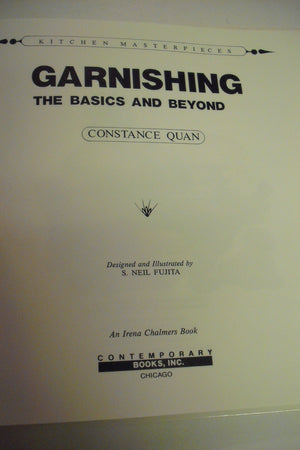 KITCHEN MASTERPIECES
GARNISHING
THE BASICS AND BEYOND
CONSTANCE QUAN
Designed and Illustrated by
S. NEIL FUJITA
An Irena Chalmers Book
CONTEMPORARY
BOOKS, INC.
CHICAGO